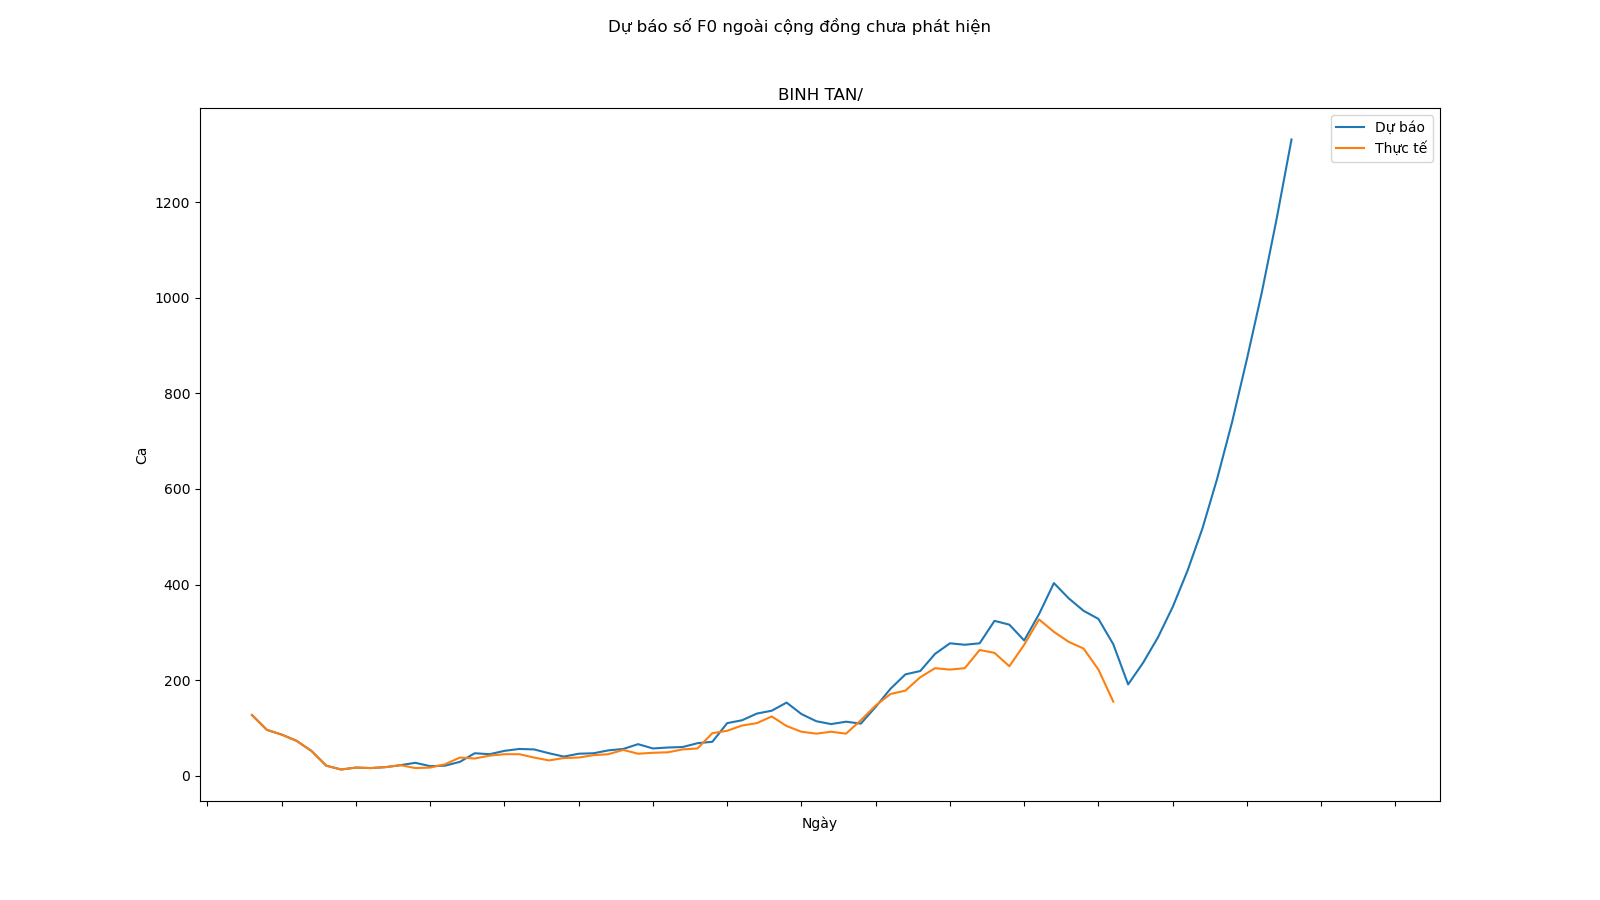 Dự báo số F0 ngoài cộng đồng chưa phát hiện
BINH TAN/
Dự báo
Thực tế
1200
1000
800
600
400
200
0
Ca
Ngày